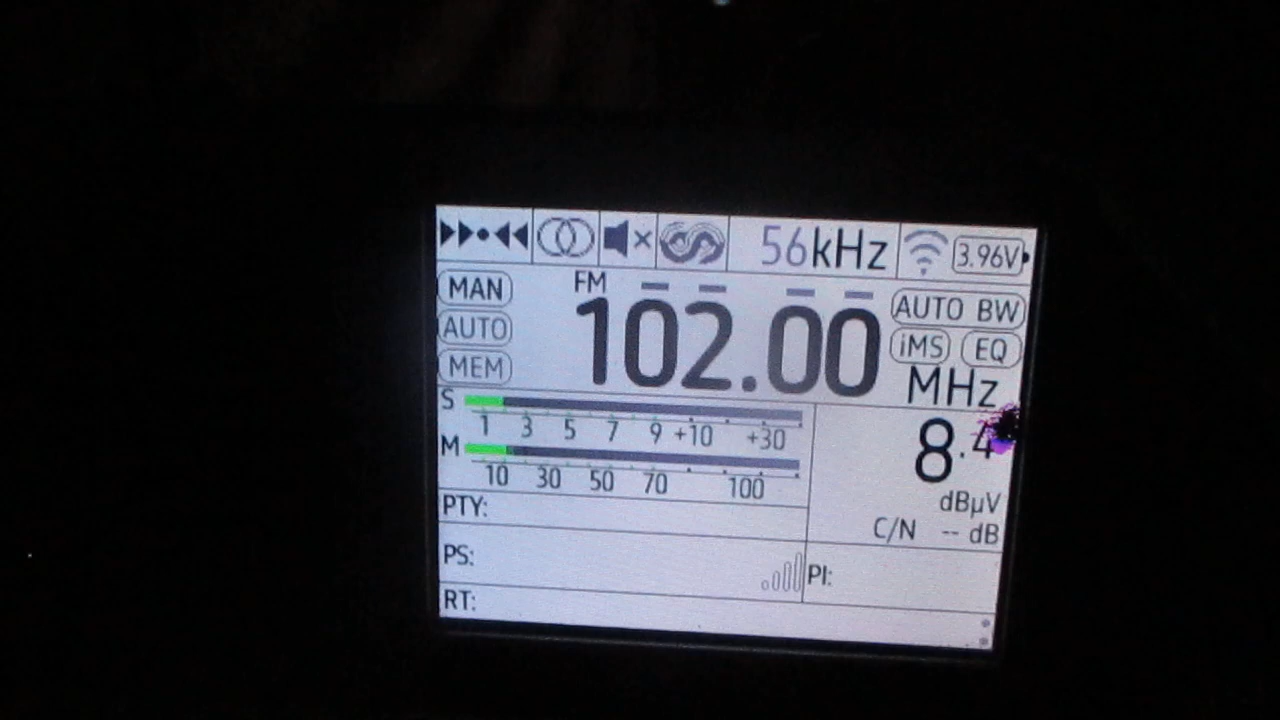 56kHz 3.96V
MAN FM AUTO BW
AUTO 102.00 iMS EQ
MEM MHz
S
1 3 5 7 9 +10 +30 8.4
M
10 30 50 70 100
dBµV
PTY: C/N -- dB
PS: PI:
RT: